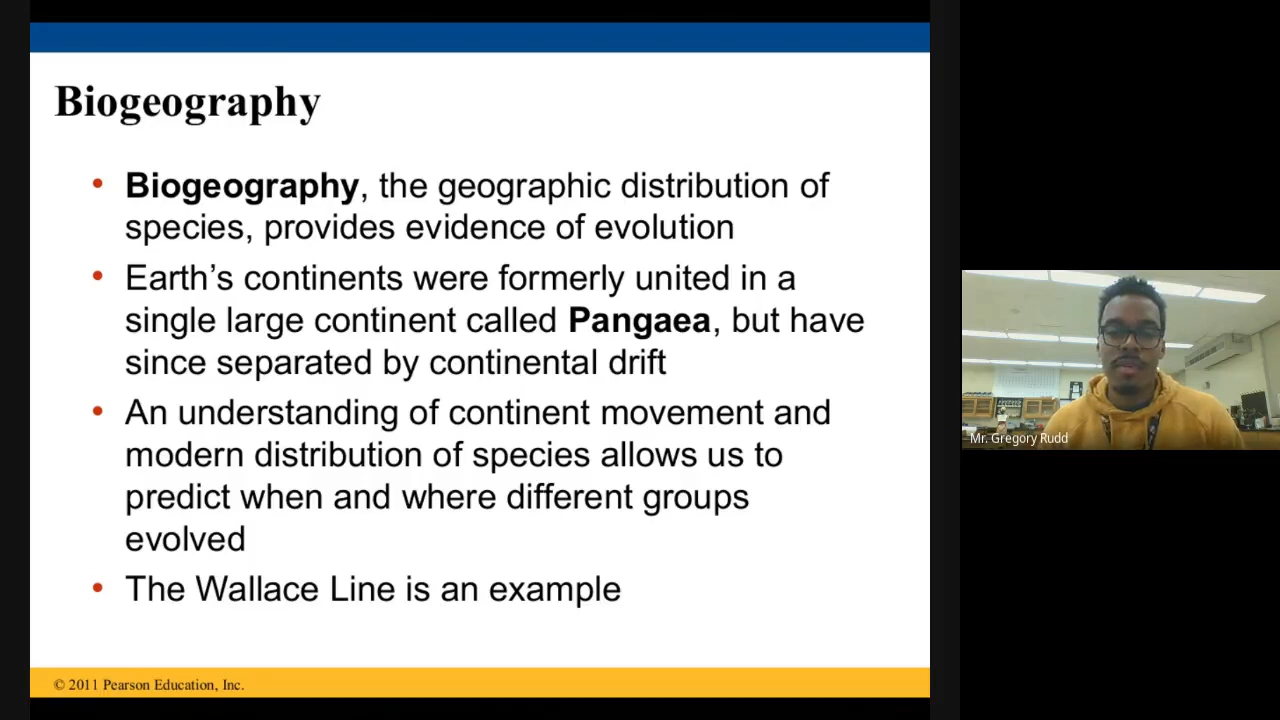 Biogeography
• Biogeography, the geographic distribution of
species, provides evidence of evolution
• Earth’s continents were formerly united in a
single large continent called Pangaea, but have
since separated by continental drift
• An understanding of continent movement and
modern distribution of species allows us to
predict when and where different groups
evolved
• The Wallace Line is an example
© 2011 Pearson Education, Inc.
Mr. Gregory Rudd